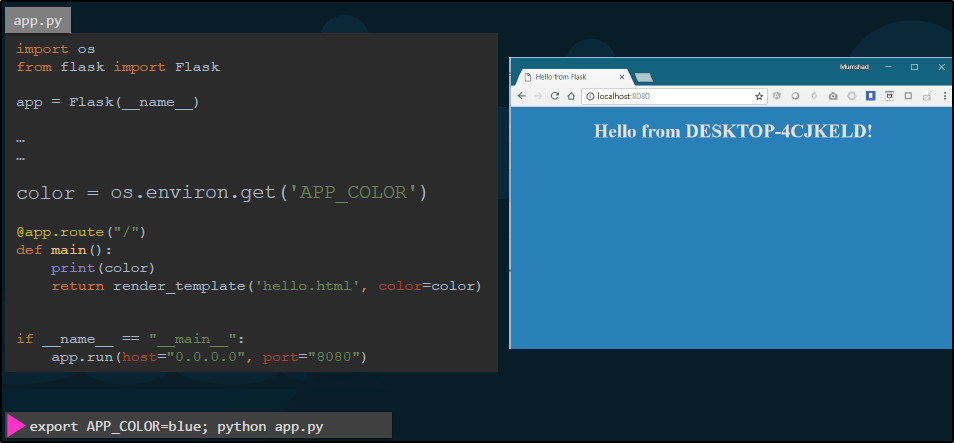 app.py
import os
from flask import Flask
app = Flask(__name__)
…
…
color = os.environ.get('APP_COLOR')
@app.route("/")
def main():
    print(color)
    return render_template('hello.html', color=color)
if __name__ == "__main__":
    app.run(host="0.0.0.0", port="8080")
export APP_COLOR=blue; python app.py
Mumshad
Hello from Flask
localhost:8080
Hello from DESKTOP-4CJKELD!